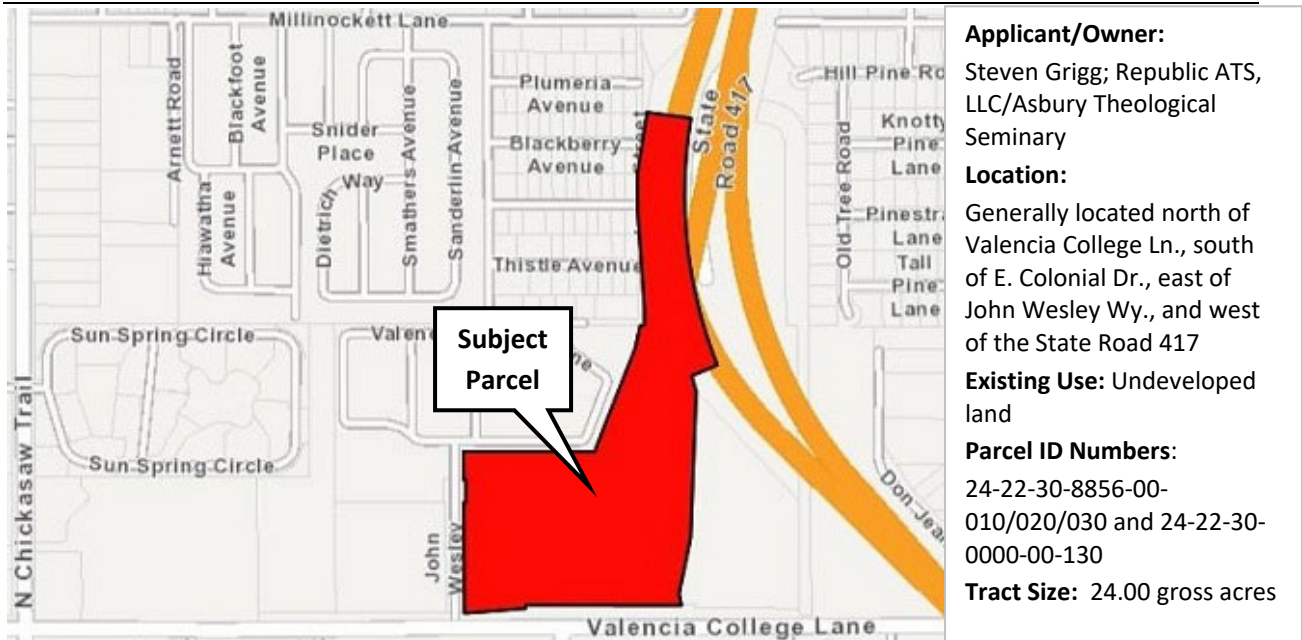 Millinockett Lane
Arnett Road
Blackfoot
Avenue
Hiawatha
Avenue
Snider
Place
Dietrich Way
Smathers Avenue
Sanderlin Avenue
Plumeria
Avenue
Blackberry
Avenue
Thistle Avenue
Street
State
Road 417
Hill Pine Ro
Old Tree Road
Knotty
Pine
Lane
Pinestra
Lane
Tall
Pine
Lane
Sun Spring Circle
Sun Spring Circle
Valen
ne
Subject
Parcel
N Chickasaw Trail
John
Wesley
Don Jea
Valencia College Lane
Applicant/Owner:
Steven Grigg; Republic ATS,
LLC/Asbury Theological
Seminary
Location:
Generally located north of
Valencia College Ln., south
of E. Colonial Dr., east of
John Wesley Wy., and west
of the State Road 417
Existing Use: Undeveloped
land
Parcel ID Numbers:
24-22-30-8856-00-
010/020/030 and 24-22-30-
0000-00-130
Tract Size: 24.00 gross acres